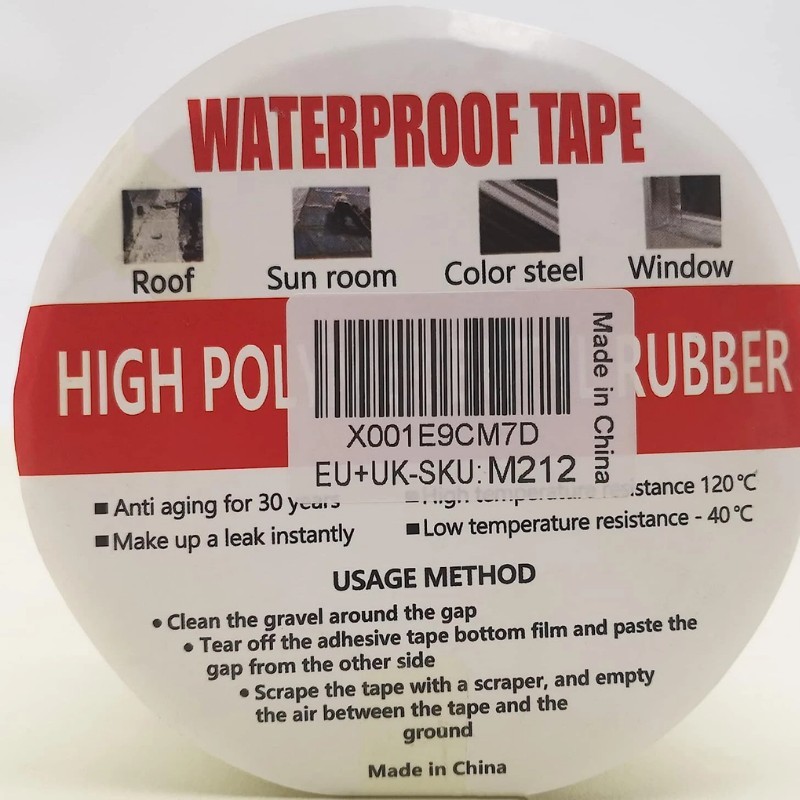 WATERPROOF TAPE
Roof Sun room Color steel Window
HIGH POL RUBBER
Made in China
X001E9CM7D
EU+UK-SKU: M212
■ Anti aging for 30 years ■ High temperature resistance 120℃
■ Make up a leak instantly ■ Low temperature resistance - 40℃
USAGE METHOD
• Clean the gravel around the gap
• Tear off the adhesive tape bottom film and paste the
gap from the other side
• Scrape the tape with a scraper, and empty
the air between the tape and the
ground
Made in China